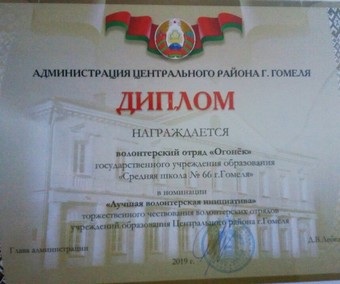 АДМИНИСТРАЦИЯ ЦЕНТРАЛЬНОГО РАЙОНА Г. ГОМЕЛЯ
ДИПЛОМ
НАГРАЖДАЕТСЯ
волонтерский отряд «Огонёк»
государственного учреждения образования
«Средняя школа № 66 г.Гомеля»
в номинации
«Лучшая волонтерская инициатива»
торжественного чествования волонтерских отрядов
учреждений образования Центрального района г.Гомеля
Глава администрации
2019 г.